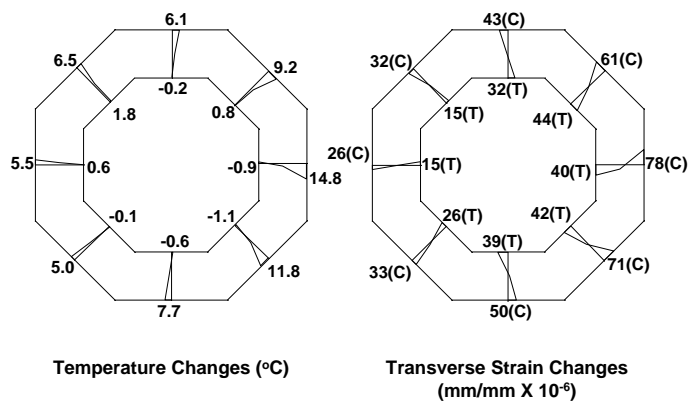 6.1 43(C)
6.5 9.2 32(C) 61(C)
-0.2 32(T)
1.8 0.8 15(T) 44(T)
5.5 0.6 -0.9 14.8 26(C) 15(T) 40(T) 78(C)
-0.1 -1.1 26(T) 42(T)
-0.6 39(T)
5.0 11.8 33(C) 71(C)
7.7 50(C)
Temperature Changes (ºC) Transverse Strain Changes
(mm/mm X 10⁻⁶)